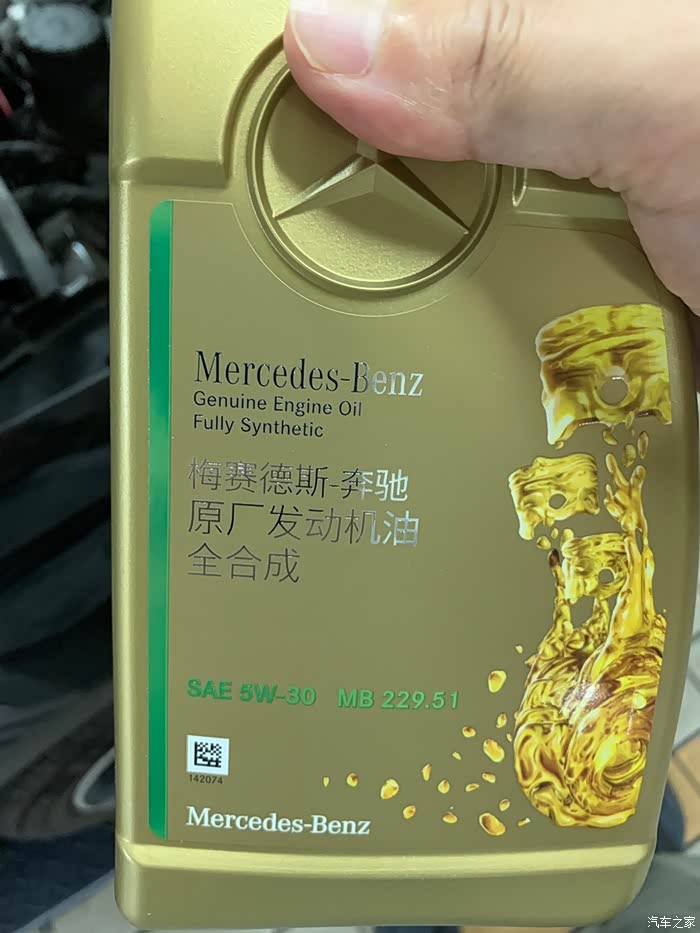 Mercedes-Benz
Genuine Engine Oil
Fully Synthetic
梅赛德斯-奔驰
原厂发动机油
全合成
SAE 5W-30 MB 229.51
142074
Mercedes-Benz
汽车之家